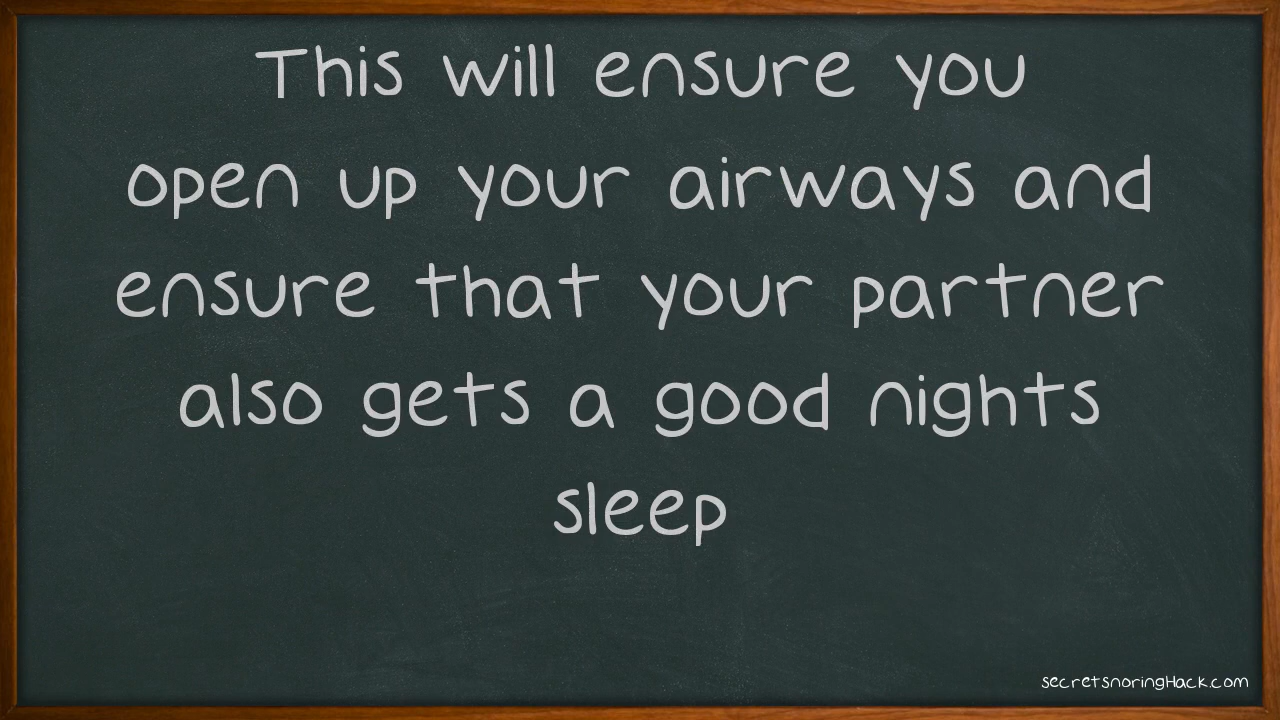 This will ensure you
open up your airways and
ensure that your partner
also gets a good nights
sleep
secretsnoringHack.com